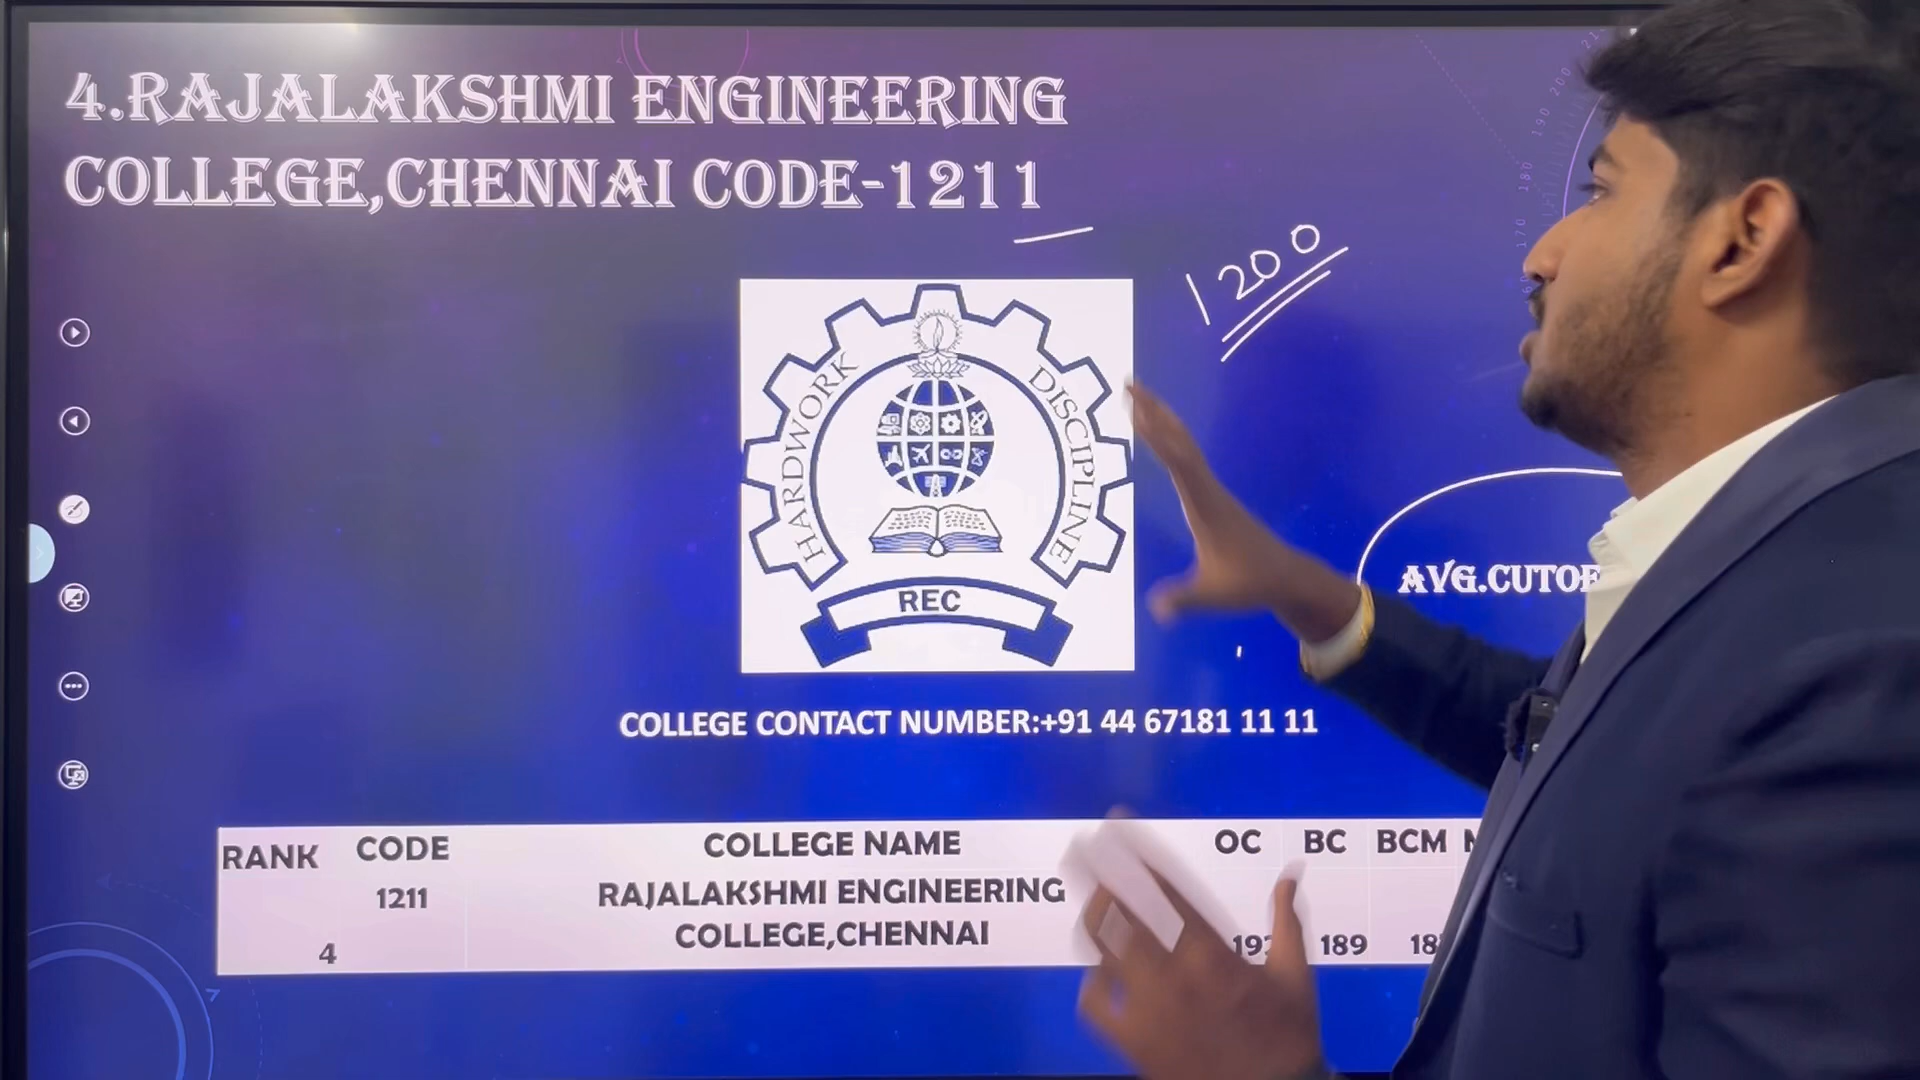 4.RAJALAKSHMI ENGINEERING
COLLEGE,CHENNAI CODE-1211
1200
HARDWORK
DISCIPLINE
REC
AVG.CUTOF
COLLEGE CONTACT NUMBER:+91 44 67181 11 11
RANK CODE COLLEGE NAME OC BC BCM
1211 RAJALAKSHMI ENGINEERING
COLLEGE,CHENNAI
4 189